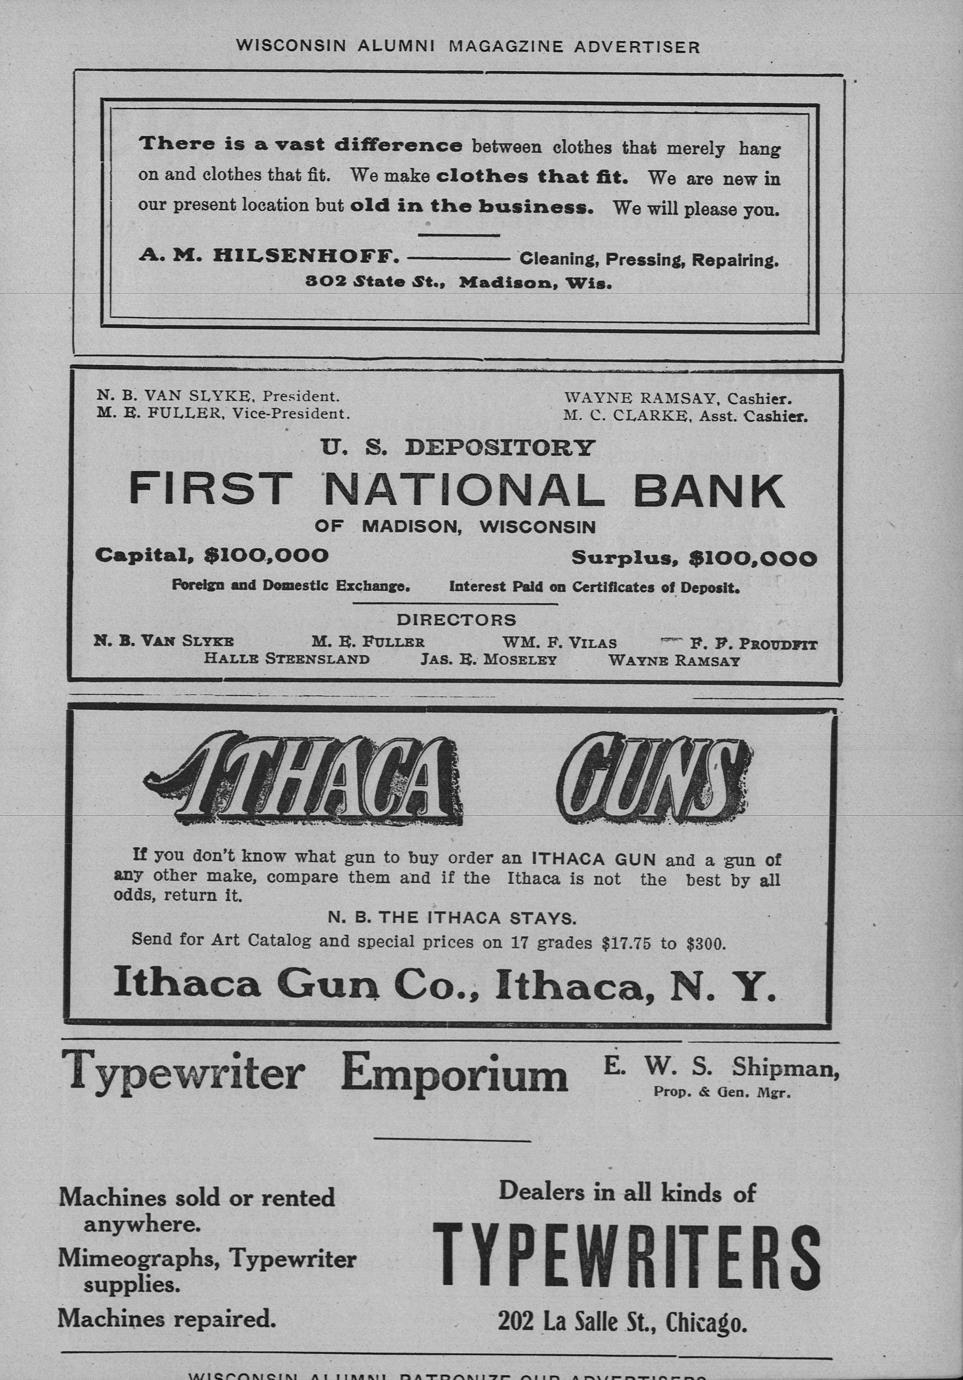 WISCONSIN ALUMNI MAGAGZINE ADVERTISER
There is a vast difference between clothes that merely hang
on and clothes that fit. We make clothes that fit. We are new in
our present location but old in the business. We will please you.
A. M. HILSENHOFF. Cleaning, Pressing, Repairing.
302 State St., Madison, Wis.
N. B. VAN SLYKE, President. WAYNE RAMSAY, Cashier.
M. E. FULLER, Vice-President. M. C. CLARKE, Asst. Cashier.
U. S. DEPOSITORY
FIRST NATIONAL BANK
OF MADISON, WISCONSIN
Capital, $100,000 Surplus, $100,000
Foreign and Domestic Exchange. Interest Paid on Certificates of Deposit.
DIRECTORS
N. B. VAN SLYKE M. E. FULLER WM. F. VILAS F. F. PROUDFIT
HALLE STEENSLAND JAS. E. MOSELEY WAYNE RAMSAY
ITHACA GUNS
If you don't know what gun to buy order an ITHACA GUN and a gun of
any other make, compare them and if the Ithaca is not the best by all
odds, return it.
N. B. THE ITHACA STAYS.
Send for Art Catalog and special prices on 17 grades $17.75 to $300.
Ithaca Gun Co., Ithaca, N. Y.
Typewriter Emporium E. W. S. Shipman,
Prop. & Gen. Mgr.
Machines sold or rented
anywhere.
Mimeographs, Typewriter
supplies.
Machines repaired.
Dealers in all kinds of
TYPEWRITERS
202 La Salle St., Chicago.
WISCONSIN ALUMNI PATRONIZE OUR ADVERTISERS